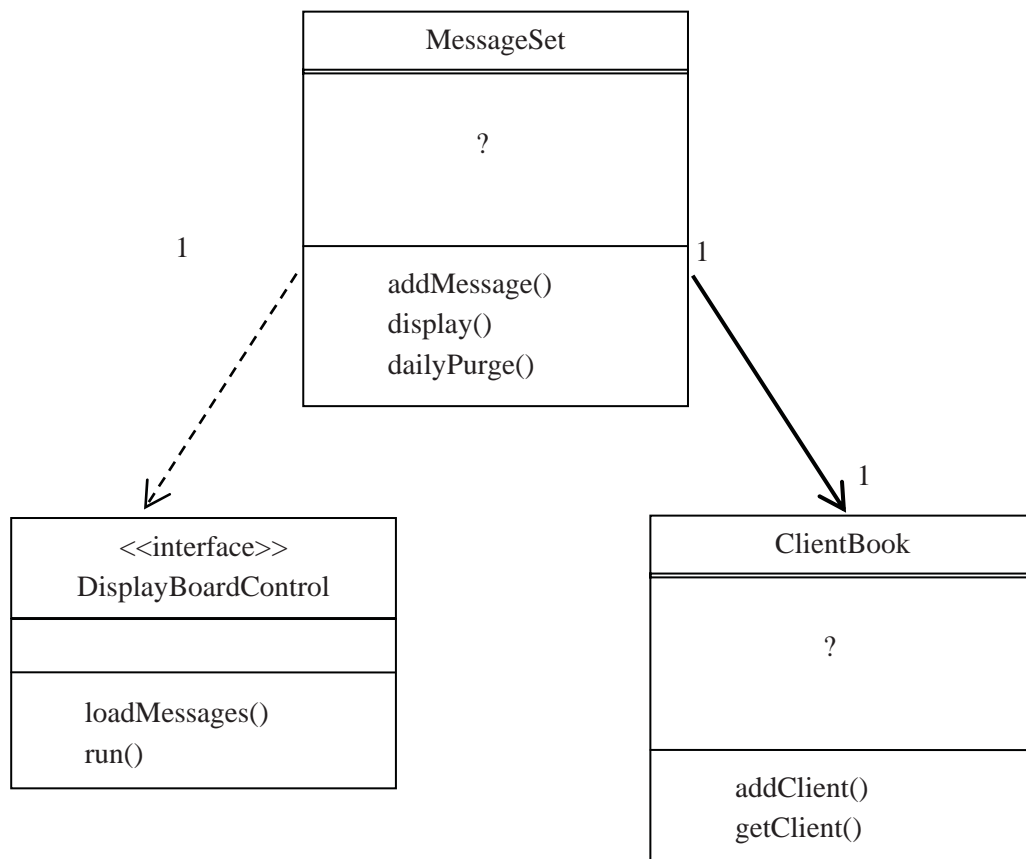 MessageSet
?
1
1
addMessage()
display()
dailyPurge()
1
<<interface>>
DisplayBoardControl
loadMessages()
run()
ClientBook
?
addClient()
getClient()